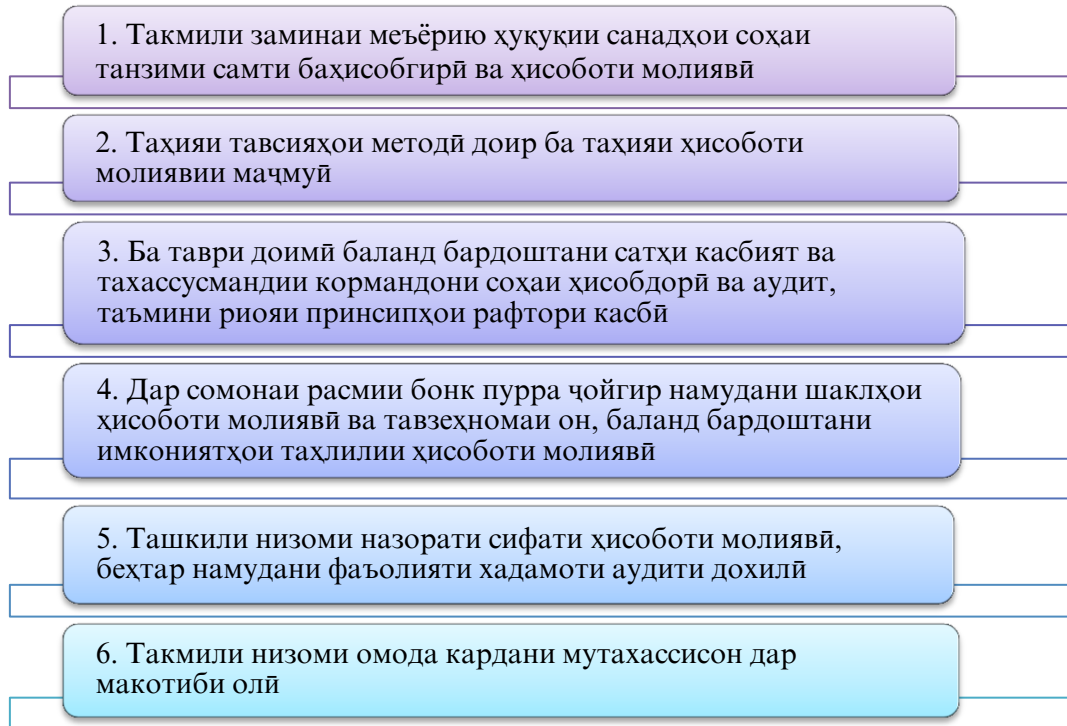 1. Такмили заминаи меъёрию ҳуқуқии санадҳои соҳаи
танзими самти баҳисобгирӣ ва ҳисоботи молиявӣ
2. Таҳияи тавсияҳои методӣ доир ба таҳияи ҳисоботи
молиявии маҷмуӣ
3. Ба таври доимӣ баланд бардоштани сатҳи касбият ва
тахассусмандии кормандони соҳаи ҳисобдорӣ ва аудит,
таъмини риояи принсипҳои рафтори касбӣ
4. Дар сомонаи расмии бонк пурра ҷойгир намудани шаклҳои
ҳисоботи молиявӣ ва тавзеҳномаи он, баланд бардоштани
имкониятҳои таҳлилии ҳисоботи молиявӣ
5. Ташкили низоми назорати сифати ҳисоботи молиявӣ,
беҳтар намудани фаъолияти хадамоти аудити дохилӣ
6. Такмили низоми омода кардани мутахассисон дар
макотиби олӣ